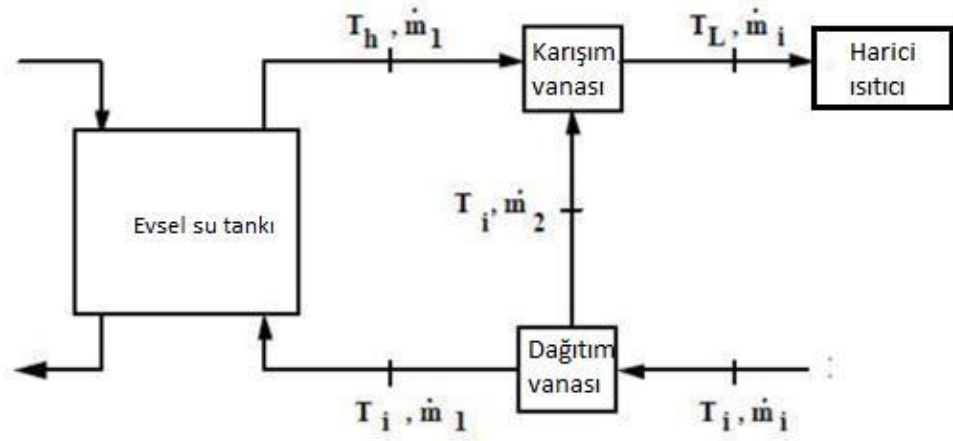 T_h , ṁ_1
Karışım
vanası
T_L , ṁ_i
Harici
ısıtıcı
Evsel su tankı
T_i , ṁ_2
Dağıtım
vanası
T_i , ṁ_1
T_i , ṁ_i